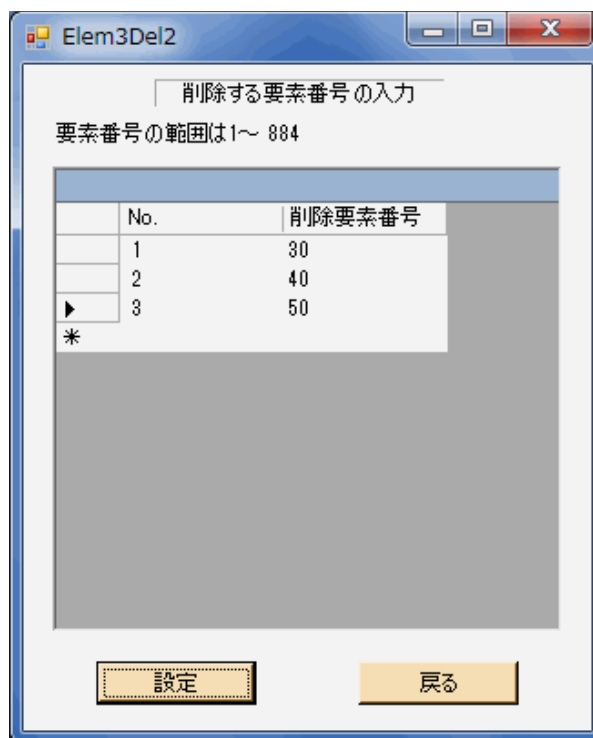 Elem3Del2
削除する要素番号の入力
要素番号の範囲は1～ 884
No. 削除要素番号
1 30
2 40
3 50
設定 戻る